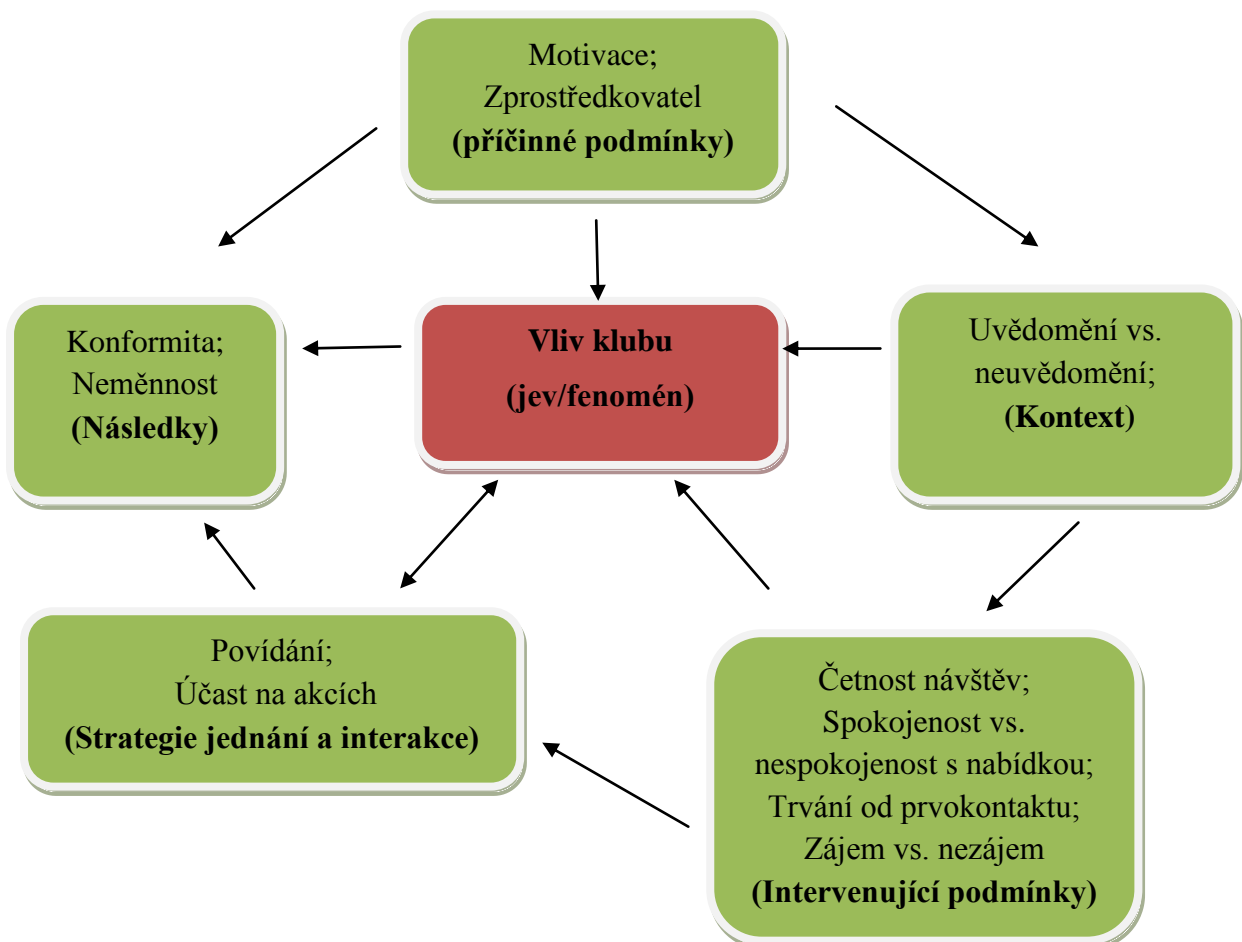 Motivace;
Zprostředkovatel
(příčinné podmínky)
Konformita;
Neměnnost
(Následky)
Vliv klubu
(jev/fenomén)
Uvědomění vs.
neuvědomění;
(Kontext)
Povídání;
Účast na akcích
(Strategie jednání a interakce)
Četnost návštěv;
Spokojenost vs.
nespokojenost s nabídkou;
Trvání od prvokontaktu;
Zájem vs. nezájem
(Intervenující podmínky)